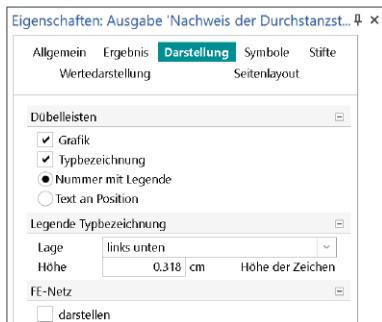 Eigenschaften: Ausgabe 'Nachweis der Durchstanzst...
Allgemein Ergebnis Darstellung Symbole Stifte
Wertedarstellung Seitenlayout
Dübelleisten
Grafik
Typbezeichnung
Nummer mit Legende
Text an Position
Legende Typbezeichnung
Lage links unten
Höhe 0.318 cm Höhe der Zeichen
FE-Netz
darstellen